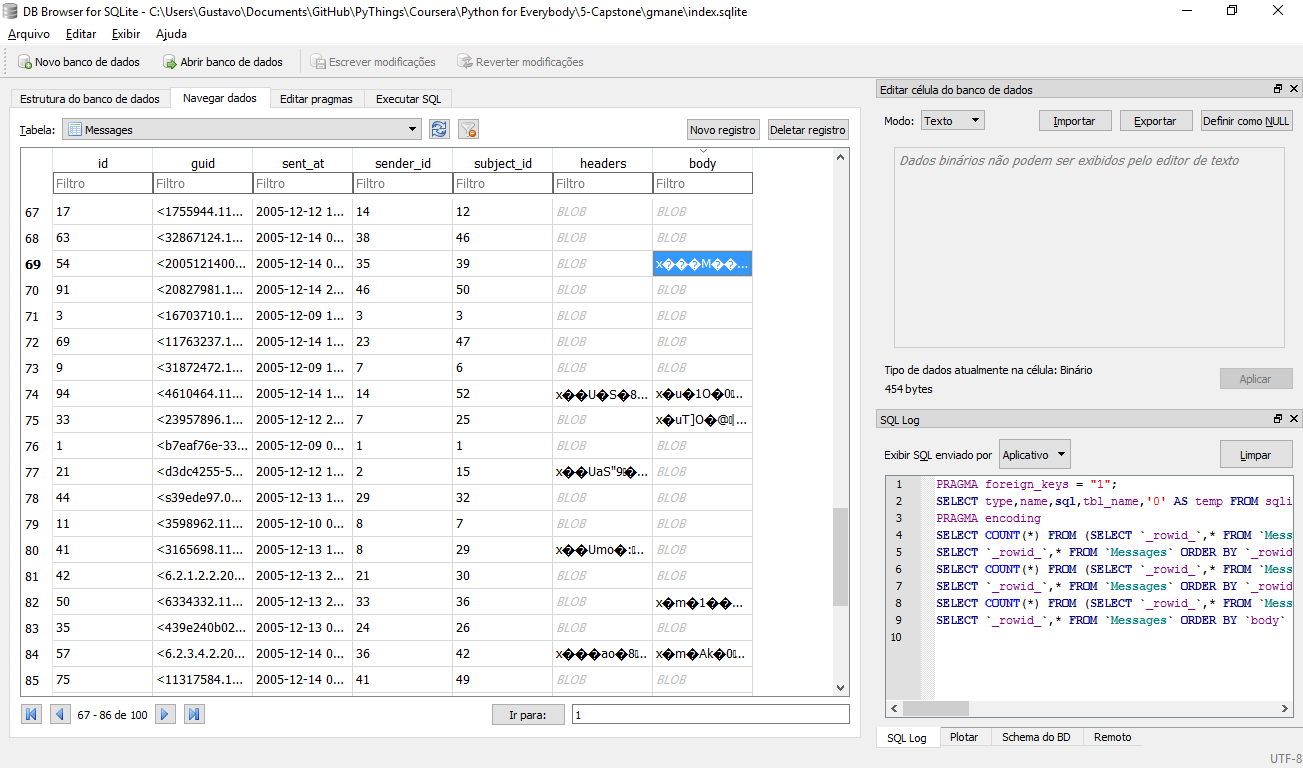 DB Browser for SQLite - C:\Users\Gustavo\Documents\GitHub\PyThings\Coursera\Python for Everybody\5-Capstone\gmane\index.sqlite
Arquivo Editar Exibir Ajuda
Novo banco de dados Abrir banco de dados Escrever modificações Reverter modificações
Estrutura do banco de dados Navegar dados Editar pragmas Executar SQL
Tabela: Messages Novo registro Deletar registro
id guid sent_at sender_id subject_id headers body
Filtro Filtro Filtro Filtro Filtro Filtro Filtro
67 17 <1755944.11... 2005-12-12 1... 14 12 BLOB BLOB
68 63 <32867124.1... 2005-12-14 0... 38 46 BLOB BLOB
69 54 <2005121400... 2005-12-14 0... 35 39 BLOB x���M��...
70 91 <20827981.1... 2005-12-14 2... 46 50 BLOB BLOB
71 3 <16703710.1... 2005-12-09 1... 3 3 BLOB BLOB
72 69 <11763237.1... 2005-12-14 1... 23 47 BLOB BLOB
73 9 <31872472.1... 2005-12-09 1... 7 6 BLOB BLOB
74 94 <4610464.11... 2005-12-14 1... 14 52 x��U�S�8... x�u�1O�0...
75 33 <23957896.1... 2005-12-12 2... 7 25 BLOB x�uT]O�@|...
76 1 <b7eaf76e-33... 2005-12-09 0... 1 1 BLOB BLOB
77 21 <d3dc4255-5... 2005-12-12 1... 2 15 x��UaS"9�... BLOB
78 44 <s39ede97.0... 2005-12-13 1... 29 32 BLOB BLOB
79 11 <3598962.11... 2005-12-10 0... 8 7 BLOB BLOB
80 41 <3165698.11... 2005-12-13 1... 8 29 x��Umo�:... BLOB
81 42 <6.2.1.2.2.20... 2005-12-13 2... 21 30 BLOB BLOB
82 50 <6334332.11... 2005-12-13 2... 33 36 BLOB x�m�1��...
83 35 <439e240b02... 2005-12-13 0... 24 26 BLOB BLOB
84 57 <6.2.3.4.2.20... 2005-12-14 0... 36 42 x���ao�8... x�m�Ak�0...
85 75 <11317584.1... 2005-12-14 0... 41 49 BLOB BLOB
67 - 86 de 100 Ir para: 1
Editar célula do banco de dados
Modo: Texto Importar Exportar Definir como NULL
Dados binários não podem ser exibidos pelo editor de texto
Tipo de dados atualmente na célula: Binário
454 bytes
Aplicar
SQL Log
Exibir SQL enviado por Aplicativo Limpar
1 PRAGMA foreign_keys = "1";
2 SELECT type,name,sql,tbl_name,'0' AS temp FROM sqli
3 PRAGMA encoding
4 SELECT COUNT(*) FROM (SELECT `_rowid_`,* FROM `Mess
5 SELECT `_rowid_`,* FROM `Messages` ORDER BY `_rowid
6 SELECT COUNT(*) FROM (SELECT `_rowid_`,* FROM `Mess
7 SELECT `_rowid_`,* FROM `Messages` ORDER BY `_rowid
8 SELECT COUNT(*) FROM (SELECT `_rowid_`,* FROM `Mess
9 SELECT `_rowid_`,* FROM `Messages` ORDER BY `body`
10
SQL Log Plotar Schema do BD Remoto
UTF-8